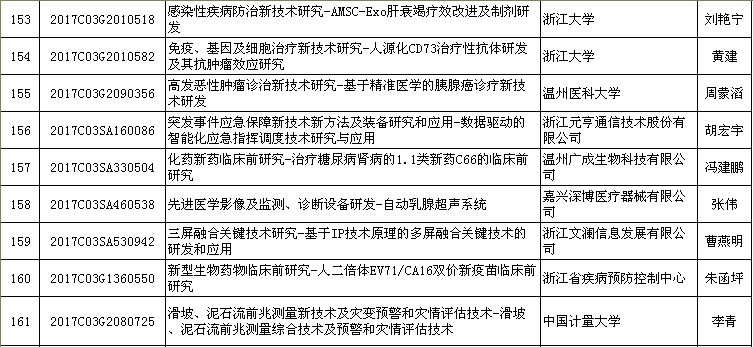 153 2017C03G2010518 感染性疾病防治新技术研究-AMSC-Exo肝衰竭疗效改进及制剂研 浙江大学 刘艳宁
发
154 2017C03G2010582 免疫、基因及细胞治疗新技术研究-人源化CD73治疗性抗体研发 浙江大学 黄建
及其抗肿瘤效应研究
155 2017C03G2090356 高发恶性肿瘤诊治新技术研究-基于精准医学的胰腺癌诊疗新技 温州医科大学 周蒙滔
术研发
156 2017C03SA160086 突发事件应急保障新技术新方法及装备研究和应用-数据驱动的 浙江元亨通信技术股份有 胡宏宇
智能化应急指挥调度技术研究与应用 限公司
157 2017C03SA330504 化药新药临床前研究-治疗糖尿病肾病的1.1类新药C66的临床前 温州广成生物科技有限公 冯建鹏
研究 司
158 2017C03SA460538 先进医学影像及监测、诊断设备研发-自动乳腺超声系统 嘉兴深博医疗器械有限公 张伟
司
159 2017C03SA530942 三屏融合关键技术研究-基于IP技术原理的多屏融合关键技术的 浙江文澜信息发展有限公 曹燕明
研发和应用 司
160 2017C03G1360550 新型生物药物临床前研究-人二倍体EV71/CA16双价新疫苗临床前 浙江省疾病预防控制中心 朱函坪
研究
161 2017C03G2080725 滑坡、泥石流前兆测量新技术及灾变预警和灾情评估技术-滑坡 中国计量大学 李青
、泥石流前兆测量综合技术及预警和灾情评估技术